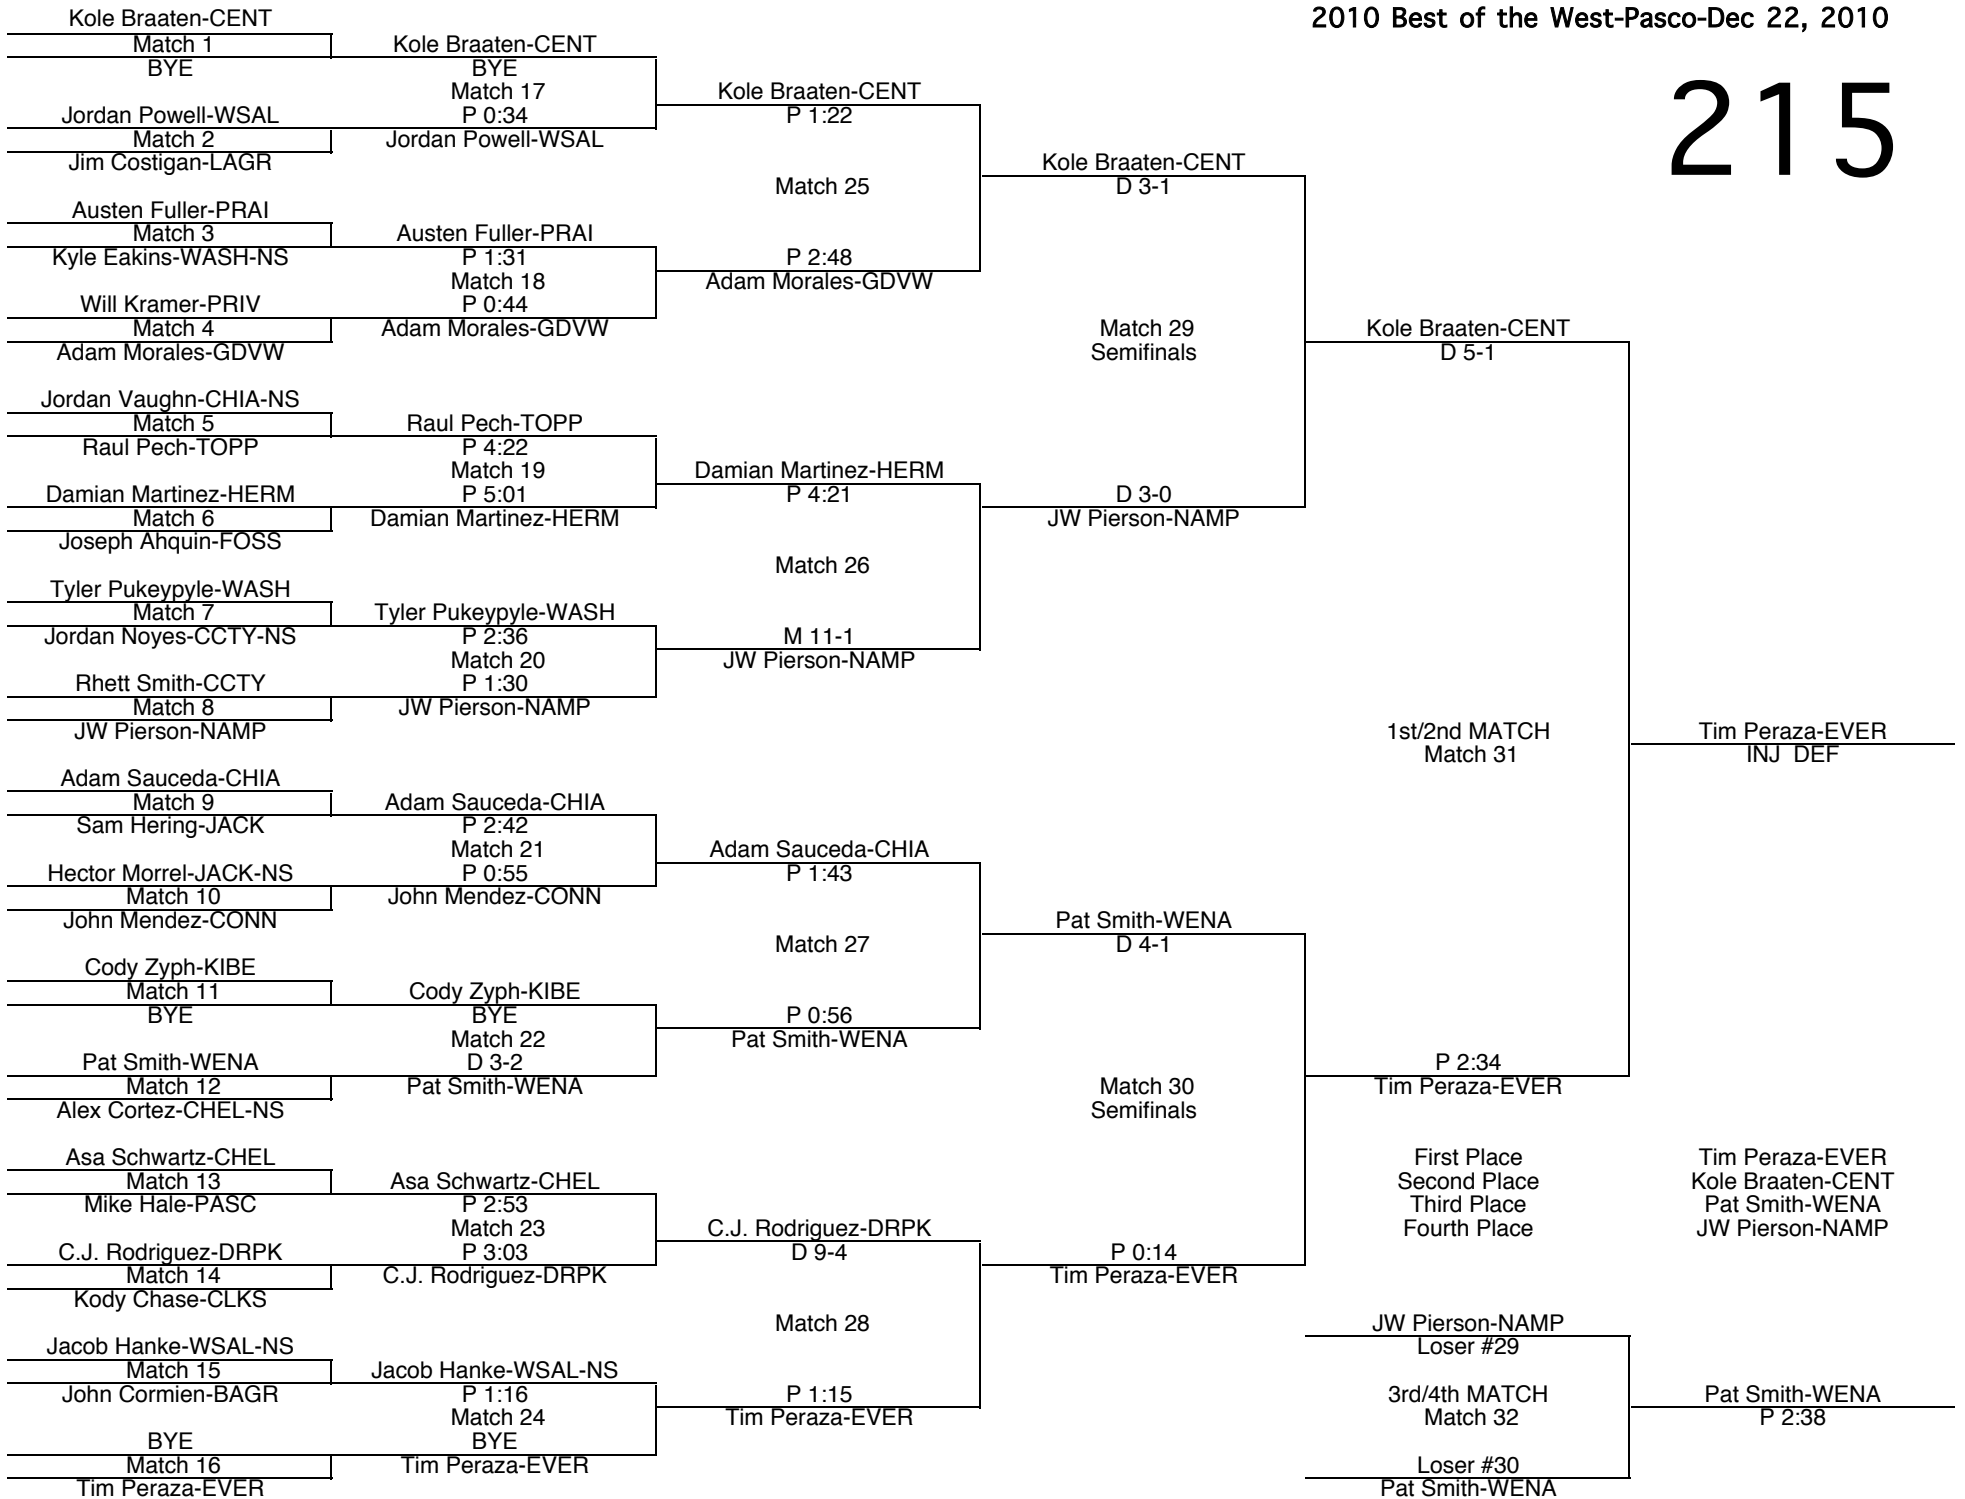 2010 Best of the West-Pasco-Dec 22, 2010
215
Kole Braaten-CENT
Match 1
BYE
Jordan Powell-WSAL
Match 2
Jim Costigan-LAGR
Austen Fuller-PRAI
Match 3
Kyle Eakins-WASH-NS
Will Kramer-PRIV
Match 4
Adam Morales-GDVW
Jordan Vaughn-CHIA-NS
Match 5
Raul Pech-TOPP
Damian Martinez-HERM
Match 6
Joseph Ahquin-FOSS
Tyler Pukeypyle-WASH
Match 7
Jordan Noyes-CCTY-NS
Rhett Smith-CCTY
Match 8
JW Pierson-NAMP
Adam Sauceda-CHIA
Match 9
Sam Hering-JACK
Hector Morrel-JACK-NS
Match 10
John Mendez-CONN
Cody Zyph-KIBE
Match 11
BYE
Pat Smith-WENA
Match 12
Alex Cortez-CHEL-NS
Asa Schwartz-CHEL
Match 13
Mike Hale-PASC
C.J. Rodriguez-DRPK
Match 14
Kody Chase-CLKS
Jacob Hanke-WSAL-NS
Match 15
John Cormien-BAGR
BYE
Match 16
Tim Peraza-EVER
Kole Braaten-CENT
BYE
Match 17
P 0:34
Jordan Powell-WSAL
Austen Fuller-PRAI
P 1:31
Match 18
P 0:44
Adam Morales-GDVW
Raul Pech-TOPP
P 4:22
Match 19
P 5:01
Damian Martinez-HERM
Tyler Pukeypyle-WASH
P 2:36
Match 20
P 1:30
JW Pierson-NAMP
Adam Sauceda-CHIA
P 2:42
Match 21
P 0:55
John Mendez-CONN
Cody Zyph-KIBE
BYE
Match 22
D 3-2
Pat Smith-WENA
Asa Schwartz-CHEL
P 2:53
Match 23
P 3:03
C.J. Rodriguez-DRPK
Jacob Hanke-WSAL-NS
P 1:16
Match 24
BYE
Tim Peraza-EVER
Kole Braaten-CENT
P 1:22
Match 25
P 2:48
Adam Morales-GDVW
Damian Martinez-HERM
P 4:21
Match 26
M 11-1
JW Pierson-NAMP
Adam Sauceda-CHIA
P 1:43
Match 27
P 0:56
Pat Smith-WENA
C.J. Rodriguez-DRPK
D 9-4
Match 28
P 1:15
Tim Peraza-EVER
Kole Braaten-CENT
D 3-1
Match 29
Semifinals
D 3-0
JW Pierson-NAMP
Pat Smith-WENA
D 4-1
Match 30
Semifinals
P 0:14
Tim Peraza-EVER
Kole Braaten-CENT
D 5-1
1st/2nd MATCH
Match 31
P 2:34
Tim Peraza-EVER
Tim Peraza-EVER
INJ DEF
First Place Tim Peraza-EVER
Second Place Kole Braaten-CENT
Third Place Pat Smith-WENA
Fourth Place JW Pierson-NAMP
JW Pierson-NAMP
Loser #29
3rd/4th MATCH
Match 32
Loser #30
Pat Smith-WENA
Pat Smith-WENA
P 2:38